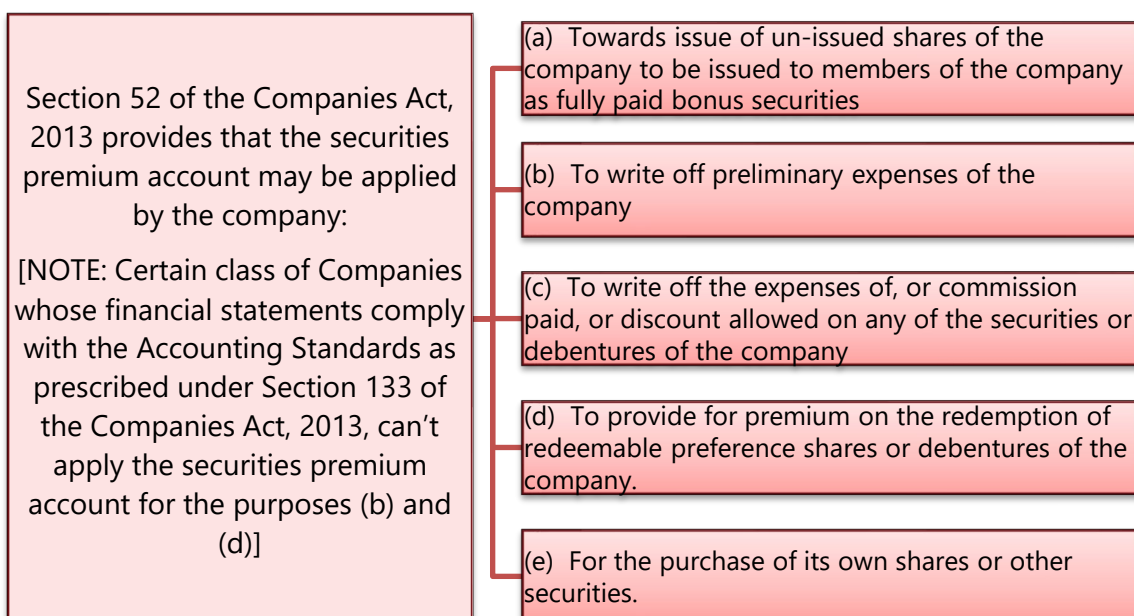 Section 52 of the Companies Act,
2013 provides that the securities
premium account may be applied
by the company:
[NOTE: Certain class of Companies
whose financial statements comply
with the Accounting Standards as
prescribed under Section 133 of
the Companies Act, 2013, can’t
apply the securities premium
account for the purposes (b) and
(d)]
(a) Towards issue of un-issued shares of the
company to be issued to members of the company
as fully paid bonus securities
(b) To write off preliminary expenses of the
company
(c) To write off the expenses of, or commission
paid, or discount allowed on any of the securities or
debentures of the company
(d) To provide for premium on the redemption of
redeemable preference shares or debentures of the
company.
(e) For the purchase of its own shares or other
securities.